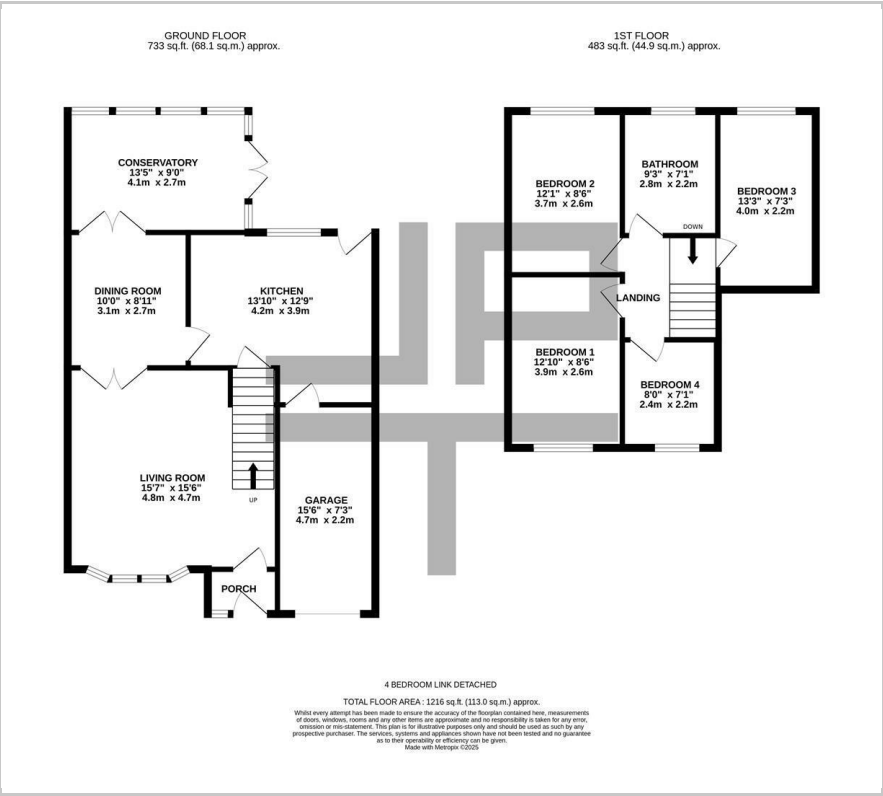 GROUND FLOOR
733 sq.ft. (68.1 sq.m.) approx.
1ST FLOOR
483 sq.ft. (44.9 sq.m.) approx.
CONSERVATORY
13'5" x 9'0"
4.1m x 2.7m
DINING ROOM
10'0" x 8'11"
3.1m x 2.7m
KITCHEN
13'10" x 12'9"
4.2m x 3.9m
LIVING ROOM
15'7" x 15'6"
4.8m x 4.7m
UP
GARAGE
15'6" x 7'3"
4.7m x 2.2m
PORCH
BEDROOM 2
12'1" x 8'6"
3.7m x 2.6m
BATHROOM
9'3" x 7'1"
2.8m x 2.2m
BEDROOM 3
13'3" x 7'3"
4.0m x 2.2m
DOWN
LANDING
BEDROOM 1
12'10" x 8'6"
3.9m x 2.6m
BEDROOM 4
8'0" x 7'1"
2.4m x 2.2m
4 BEDROOM LINK DETACHED
TOTAL FLOOR AREA : 1216 sq.ft. (113.0 sq.m.) approx.
Whilst every attempt has been made to ensure the accuracy of the floorplan contained here, measurements
of doors, windows, rooms and any other items are approximate and no responsibility is taken for any error,
omission or mis-statement. This plan is for illustrative purposes only and should be used as such by any
prospective purchaser. The services, systems and appliances shown have not been tested and no guarantee
as to their operability or efficiency can be given.
Made with Metropix ©2025